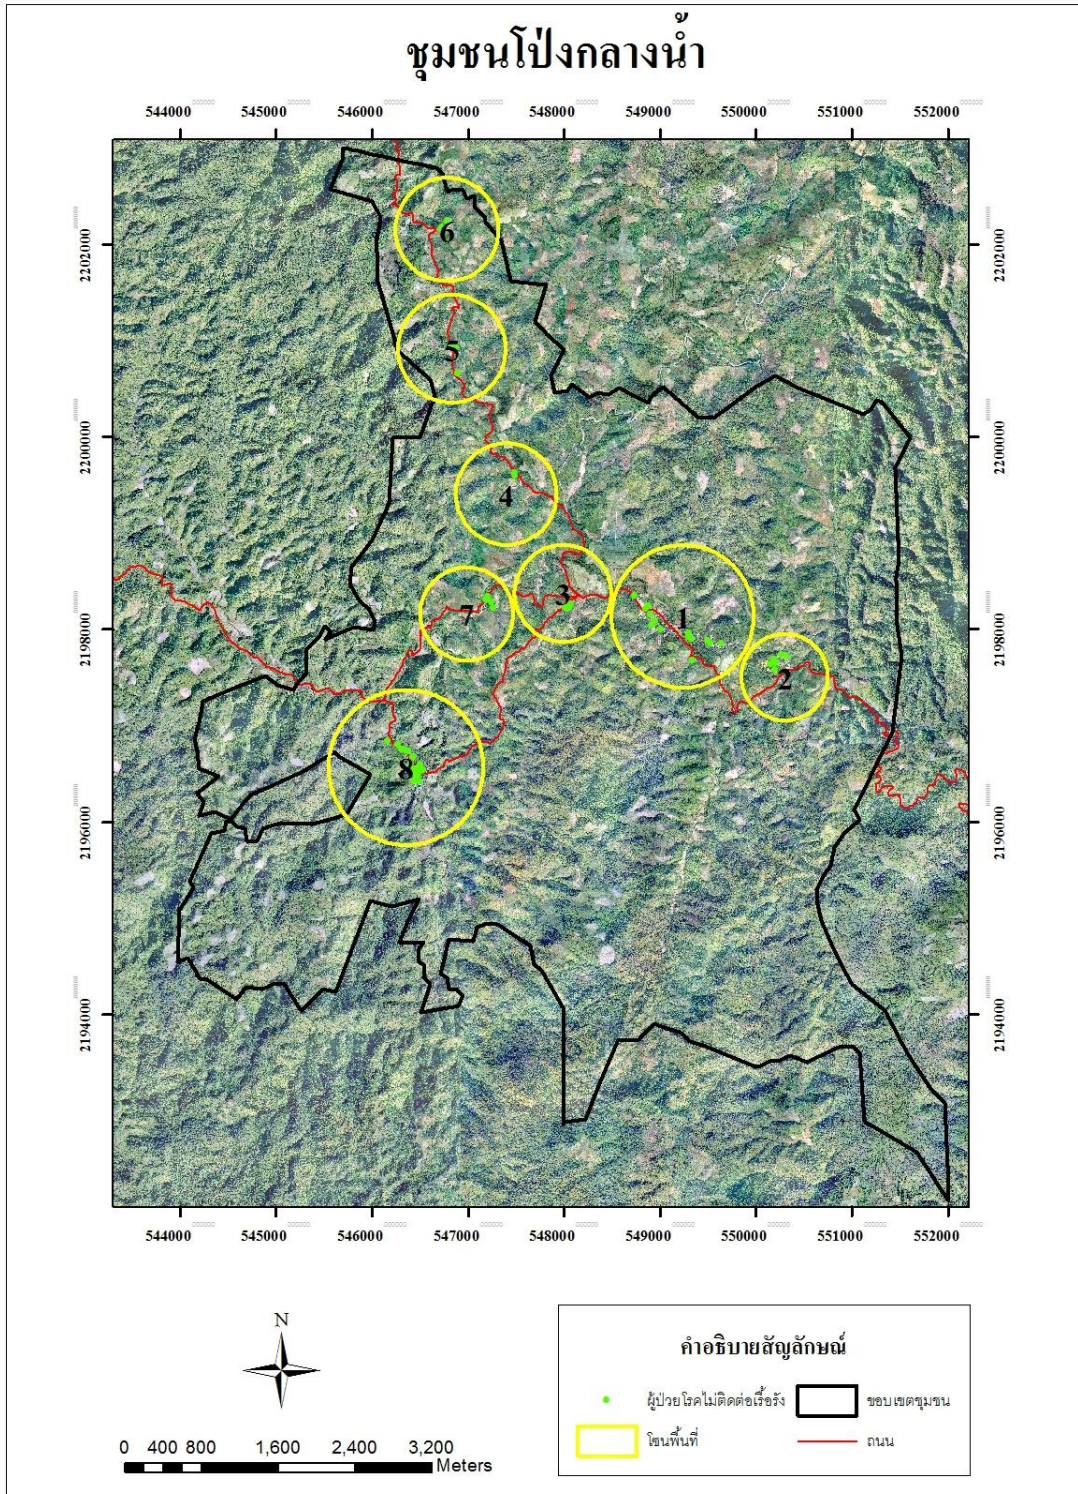 ชุมชนโป่งกลางน้ำ
544000 545000 546000 547000 548000 549000 550000 551000 552000
2202000 2202000
6
5
2200000 2200000
4
3
7
1
2198000 2198000
2
8
2196000 2196000
2194000 2194000
544000 545000 546000 547000 548000 549000 550000 551000 552000
N
คำอธิบายสัญลักษณ์
ผู้ป่วยโรคไม่ติดต่อเรื้อรัง ขอบเขตชุมชน
โซนพื้นที่ ถนน
0 400 800 1,600 2,400 3,200
Meters